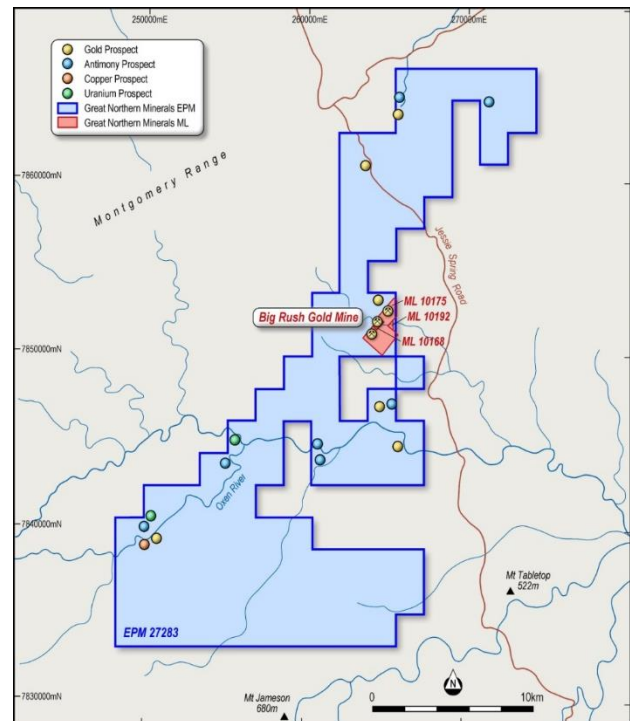 250000mE
260000mE
270000mE
Gold Prospect
Antimony Prospect
Copper Prospect
Uranium Prospect
Great Northern Minerals EPM
Great Northern Minerals ML
7860000mN
Montgomery Range
Jessie Spring Road
ML 10175
Big Rush Gold Mine
ML 10192
ML 10168
7850000mN
Oxen River
7840000mN
Mt Tabletop
522m
EPM 27283
N
7830000mN
Mt Jameson
680m
0
10km